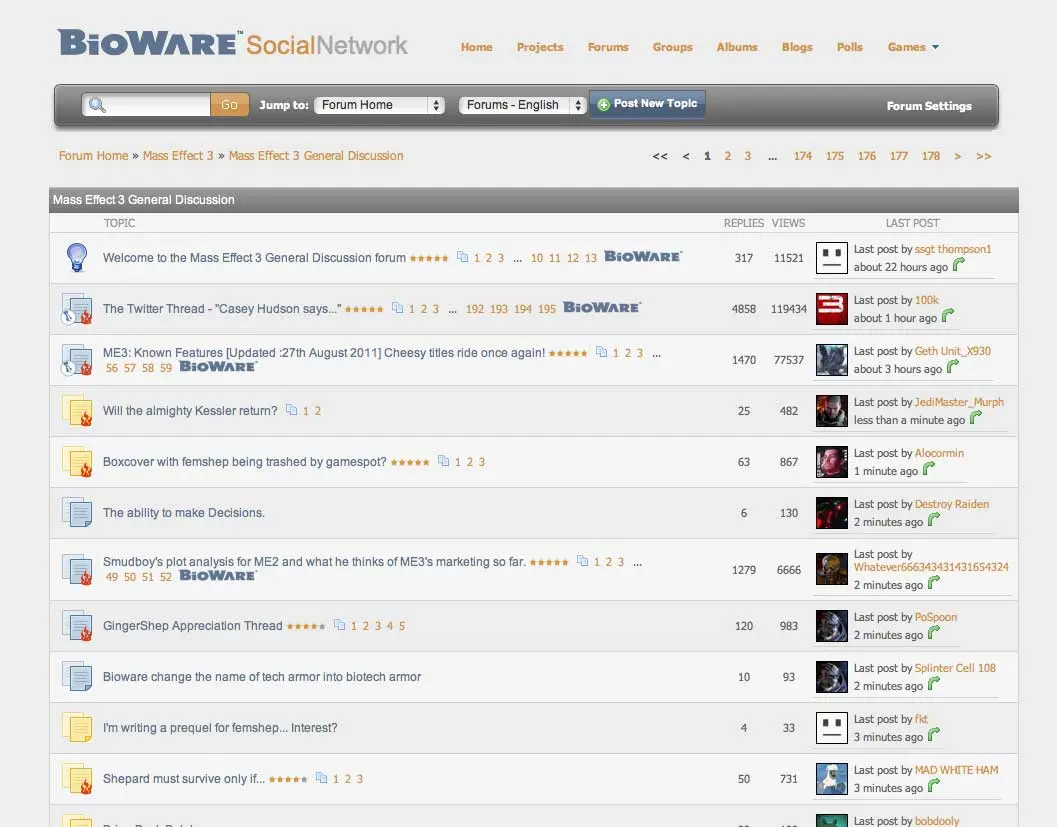 BIOWARE™ SocialNetwork
Home Projects Forums Groups Albums Blogs Polls Games
Go Jump to: Forum Home Forums - English Post New Topic Forum Settings
Forum Home » Mass Effect 3 » Mass Effect 3 General Discussion << < 1 2 3 ... 174 175 176 177 178 > >>
Mass Effect 3 General Discussion
TOPIC REPLIES VIEWS LAST POST
Welcome to the Mass Effect 3 General Discussion forum 1 2 3 ... 10 11 12 13 BIOWARE 317 11521 Last post by ssgt thompson1
about 22 hours ago
The Twitter Thread - "Casey Hudson says..." 1 2 3 ... 192 193 194 195 BIOWARE 4858 119434 Last post by 100k
about 1 hour ago
ME3: Known Features [Updated :27th August 2011] Cheesy titles ride once again! 1 2 3 ...
56 57 58 59 BIOWARE 1470 77537 Last post by Geth Unit_X930
about 3 hours ago
Will the almighty Kessler return? 1 2 25 482 Last post by JediMaster_Murph
less than a minute ago
Boxcover with femshep being trashed by gamespot? 1 2 3 63 867 Last post by Alocormin
1 minute ago
The ability to make Decisions. 6 130 Last post by Destroy Raiden
2 minutes ago
Smudboy's plot analysis for ME2 and what he thinks of ME3's marketing so far. 1 2 3 ...
49 50 51 52 BIOWARE 1279 6666 Last post by
Whatever666343431431654324
2 minutes ago
GingerShep Appreciation Thread 1 2 3 4 5 120 983 Last post by PoSpoon
2 minutes ago
Bioware change the name of tech armor into biotech armor 10 93 Last post by Splinter Cell 108
2 minutes ago
I'm writing a prequel for femshep... Interest? 4 33 Last post by fkt
3 minutes ago
Shepard must survive only if... 1 2 3 50 731 Last post by MAD WHITE HAM
3 minutes ago
Last post by bobdooly